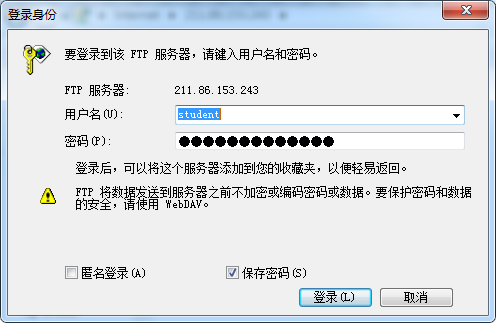 登录身份
要登录到该 FTP 服务器，请键入用户名和密码。
FTP 服务器: 211.86.153.243
用户名(U): student
密码(P): ●●●●●●●●●●●●●
登录后，可以将这个服务器添加到您的收藏夹，以便轻易返回。
FTP 将数据发送到服务器之前不加密或编码密码或数据。要保护密码和数据
的安全，请使用 WebDAV。
匿名登录(A) 保存密码(S)
登录(L) 取消